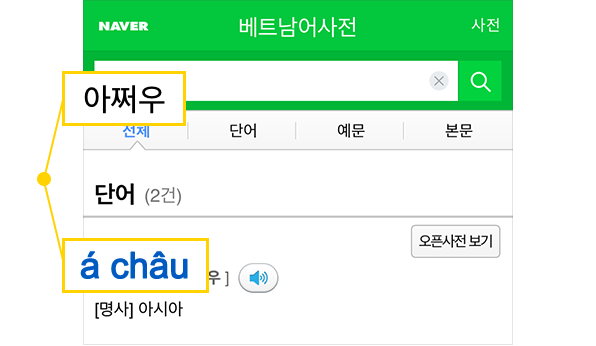 NAVER 베트남어사전 사전
아쩌우
전체 단어 예문 본문
단어 (2건)
오픈사전 보기
á châu 우 ]
[명사] 아시아